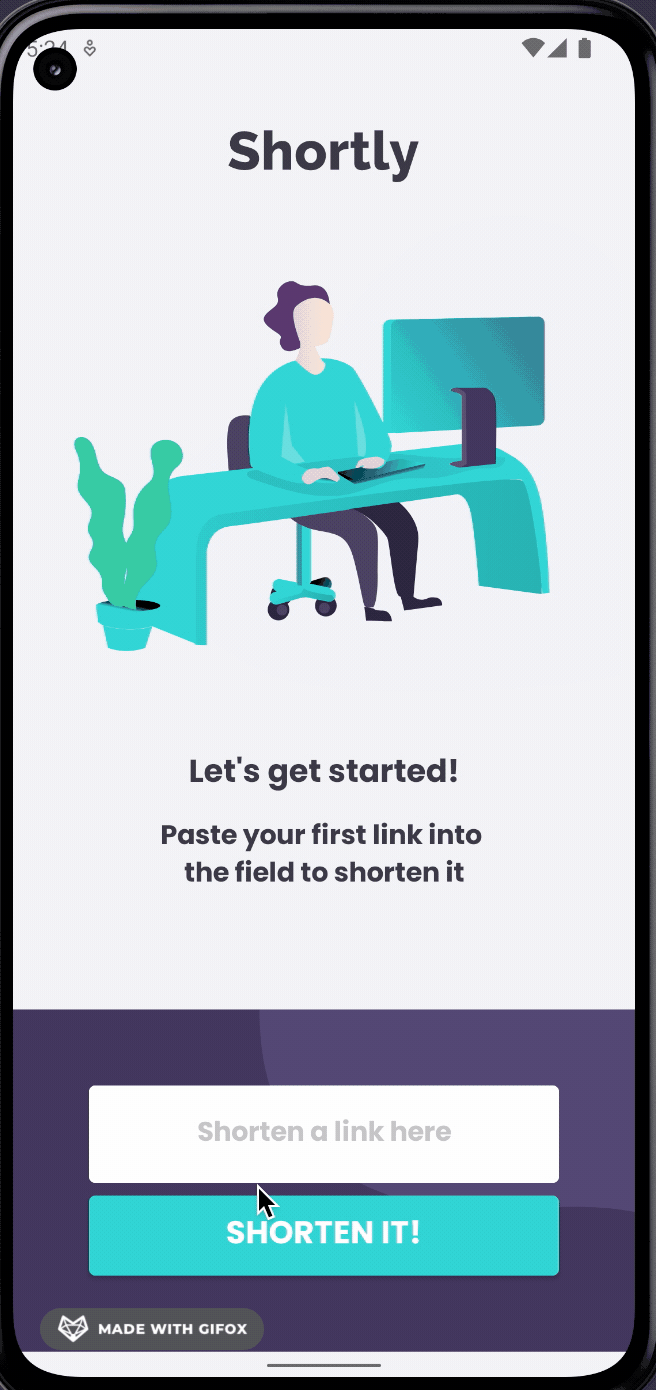 5:24
Shortly
Let's get started!
Paste your first link into
the field to shorten it
Shorten a link here
SHORTEN IT!
MADE WITH GIFOX